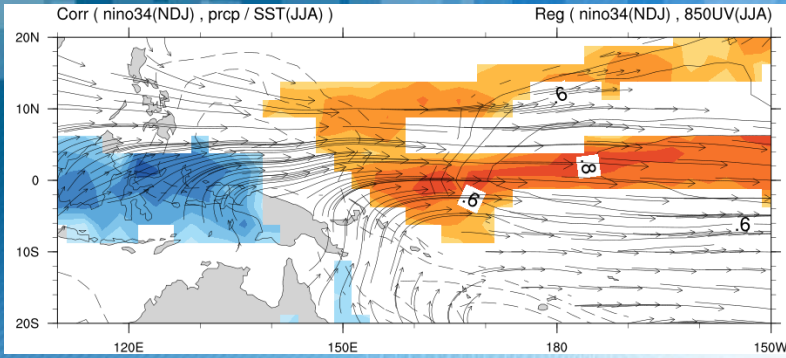 Corr ( nino34(NDJ) , prcp / SST(JJA) ) Reg ( nino34(NDJ) , 850UV(JJA)
20N
10N
.6
0
.8
.6
.6
10S
20S
120E 150E 180 150W